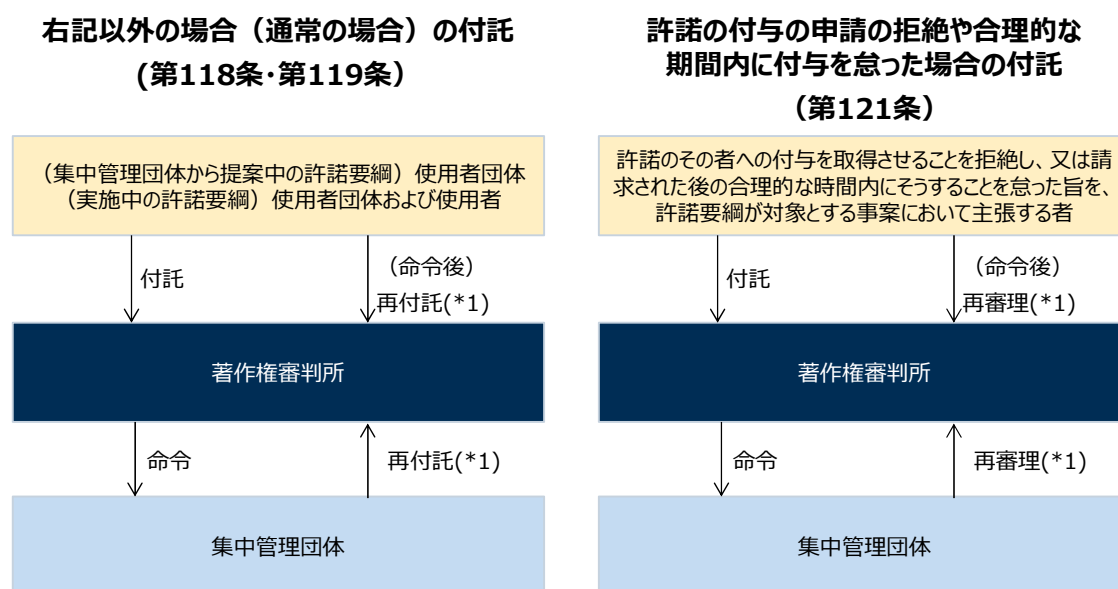 右記以外の場合（通常の場合）の付託
(第118条・第119条）
（集中管理団体から提案中の許諾要綱）使用者団体
（実施中の許諾要綱）使用者団体および使用者
付託
（命令後）
再付託(*1)
著作権審判所
命令
再付託(*1)
集中管理団体
許諾の付与の申請の拒絶や合理的な
期間内に付与を怠った場合の付託
（第121条）
許諾のその者への付与を取得させることを拒絶し、又は請
求された後の合理的な時間内にそうすることを怠った旨を、
許諾要綱が対象とする事案において主張する者
付託
（命令後）
再審理(*1)
著作権審判所
命令
再審理(*1)
集中管理団体